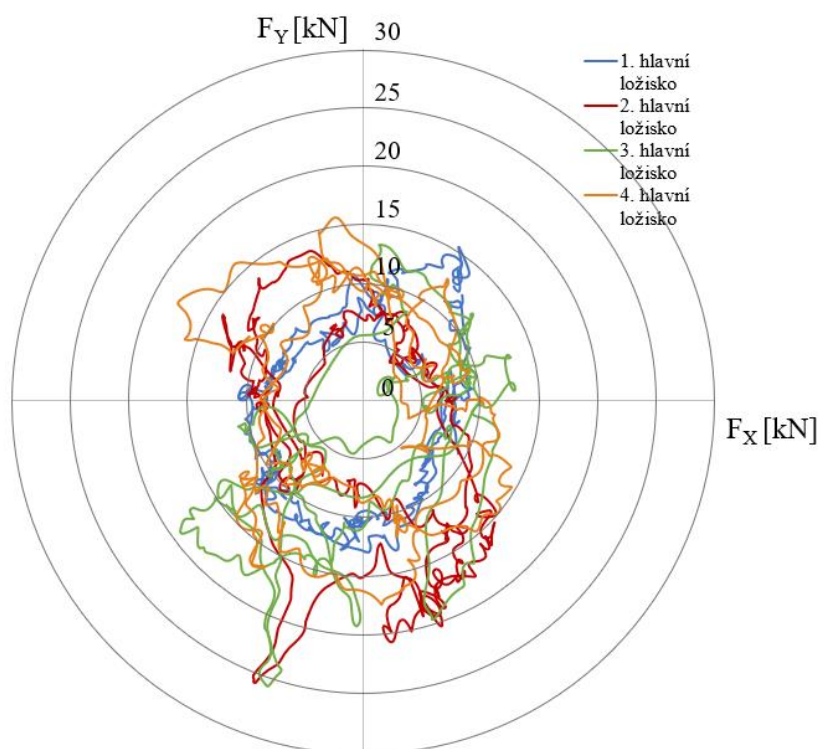 F_Y [kN]
30
25
20
15
10
5
0
F_X [kN]
1. hlavní
ložisko
2. hlavní
ložisko
3. hlavní
ložisko
4. hlavní
ložisko